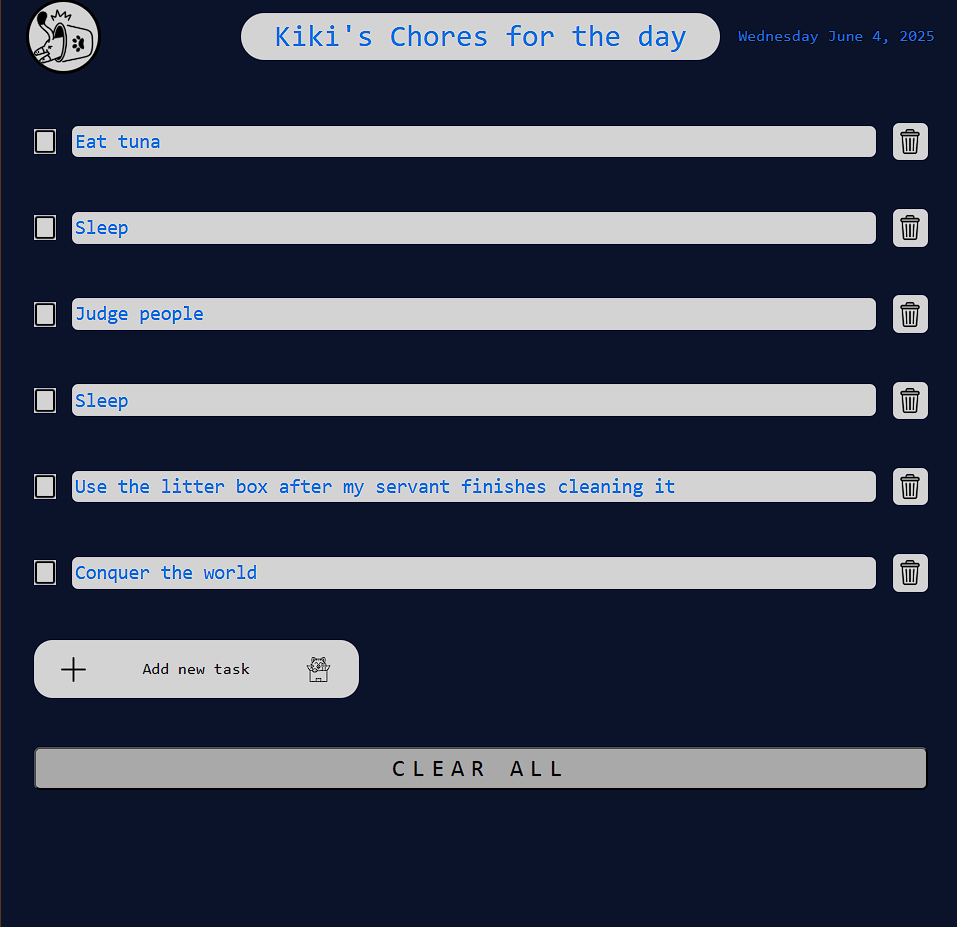 Kiki's Chores for the day
Wednesday June 4, 2025
Eat tuna
Sleep
Judge people
Sleep
Use the litter box after my servant finishes cleaning it
Conquer the world
Add new task
CLEAR ALL